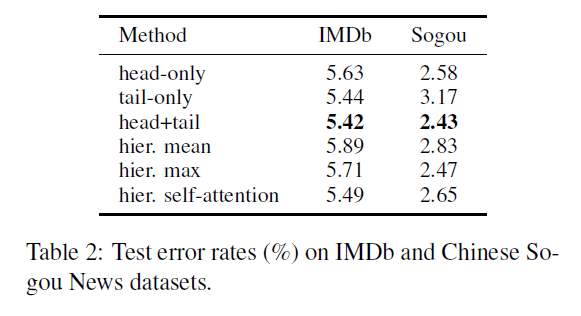 Method IMDb Sogou
head-only 5.63 2.58
tail-only 5.44 3.17
head+tail 5.42 2.43
hier. mean 5.89 2.83
hier. max 5.71 2.47
hier. self-attention 5.49 2.65
Table 2: Test error rates (%) on IMDb and Chinese So-
gou News datasets.